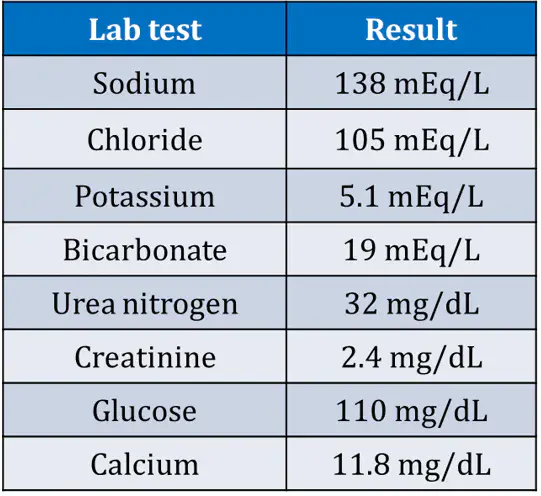 Lab test Result
Sodium 138 mEq/L
Chloride 105 mEq/L
Potassium 5.1 mEq/L
Bicarbonate 19 mEq/L
Urea nitrogen 32 mg/dL
Creatinine 2.4 mg/dL
Glucose 110 mg/dL
Calcium 11.8 mg/dL